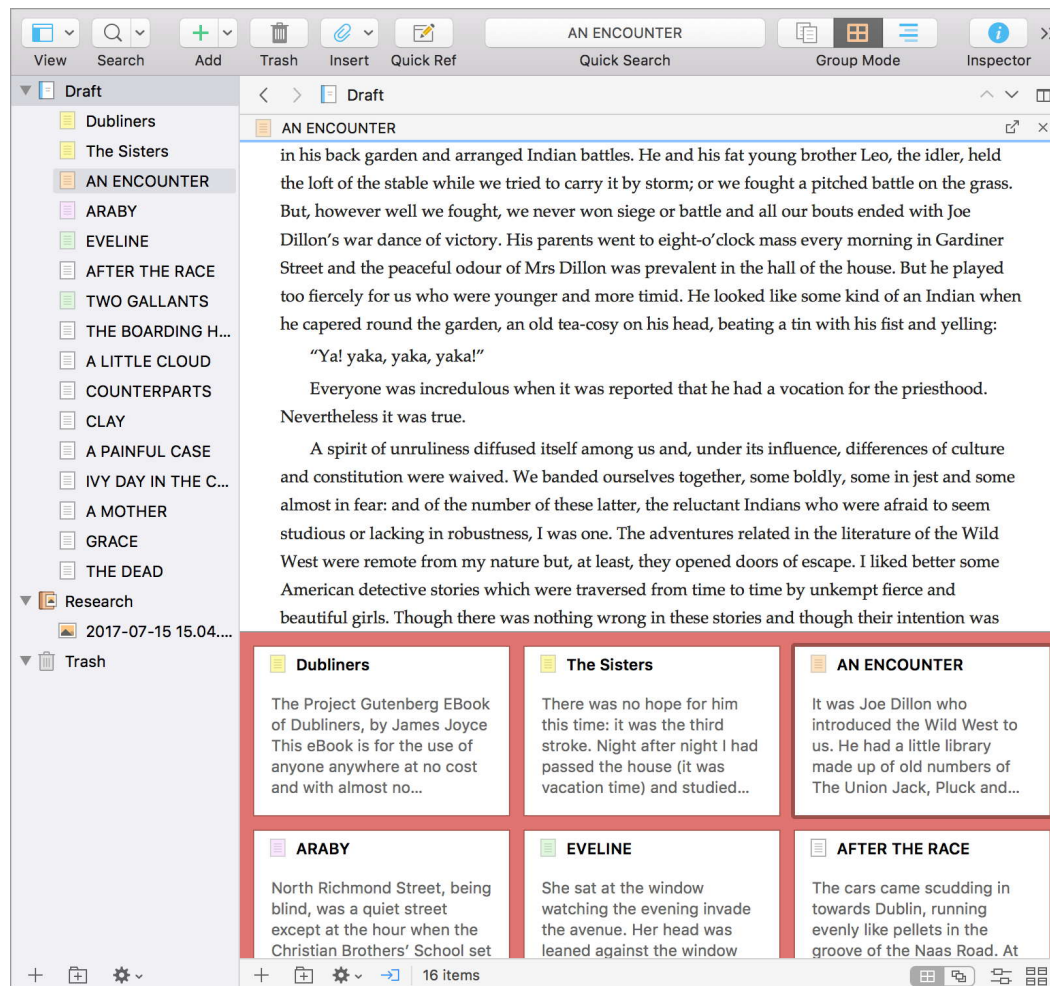 View Search Add Trash Insert Quick Ref
AN ENCOUNTER
Quick Search
Group Mode Inspector
Draft
Dubliners
The Sisters
AN ENCOUNTER
ARABY
EVELINE
AFTER THE RACE
TWO GALLANTS
THE BOARDING H...
A LITTLE CLOUD
COUNTERPARTS
CLAY
A PAINFUL CASE
IVY DAY IN THE C...
A MOTHER
GRACE
THE DEAD
Research
2017-07-15 15.04....
Trash
Draft
AN ENCOUNTER
in his back garden and arranged Indian battles. He and his fat young brother Leo, the idler, held
the loft of the stable while we tried to carry it by storm; or we fought a pitched battle on the grass.
But, however well we fought, we never won siege or battle and all our bouts ended with Joe
Dillon’s war dance of victory. His parents went to eight-o’clock mass every morning in Gardiner
Street and the peaceful odour of Mrs Dillon was prevalent in the hall of the house. But he played
too fiercely for us who were younger and more timid. He looked like some kind of an Indian when
he capered round the garden, an old tea-cosy on his head, beating a tin with his fist and yelling:
“Ya! yaka, yaka, yaka!”
Everyone was incredulous when it was reported that he had a vocation for the priesthood.
Nevertheless it was true.
A spirit of unruliness diffused itself among us and, under its influence, differences of culture
and constitution were waived. We banded ourselves together, some boldly, some in jest and some
almost in fear: and of the number of these latter, the reluctant Indians who were afraid to seem
studious or lacking in robustness, I was one. The adventures related in the literature of the Wild
West were remote from my nature but, at least, they opened doors of escape. I liked better some
American detective stories which were traversed from time to time by unkempt fierce and
beautiful girls. Though there was nothing wrong in these stories and though their intention was
Dubliners
The Project Gutenberg EBook
of Dubliners, by James Joyce
This eBook is for the use of
anyone anywhere at no cost
and with almost no...
The Sisters
There was no hope for him
this time: it was the third
stroke. Night after night I had
passed the house (it was
vacation time) and studied...
AN ENCOUNTER
It was Joe Dillon who
introduced the Wild West to
us. He had a little library
made up of old numbers of
The Union Jack, Pluck and...
ARABY
North Richmond Street, being
blind, was a quiet street
except at the hour when the
Christian Brothers’ School set
EVELINE
She sat at the window
watching the evening invade
the avenue. Her head was
leaned against the window
AFTER THE RACE
The cars came scudding in
towards Dublin, running
evenly like pellets in the
groove of the Naas Road. At
16 items